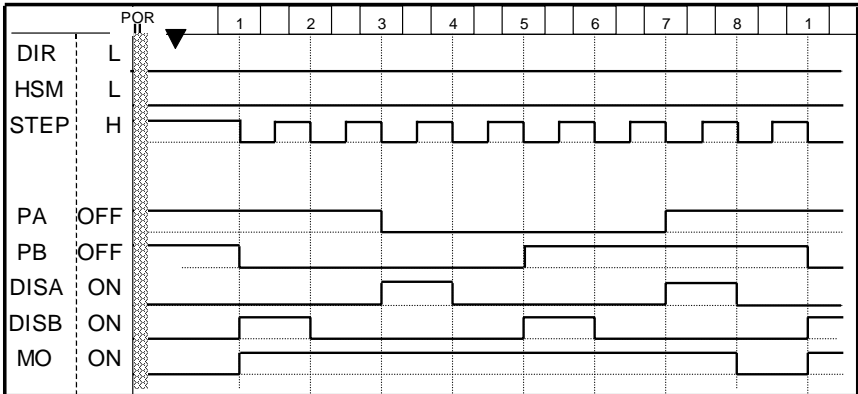 POR 1 2 3 4 5 6 7 8 1
DIR L
HSM L
STEP H
PA OFF
PB OFF
DISA ON
DISB ON
MO ON